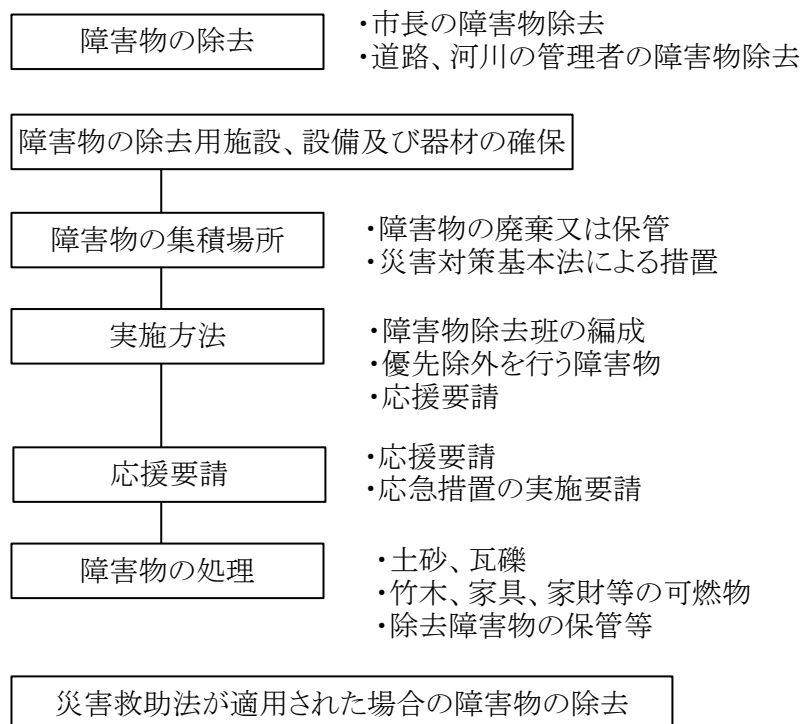 障害物の除去
・市長の障害物除去
・道路、河川の管理者の障害物除去
障害物の除去用施設、設備及び器材の確保
障害物の集積場所
・障害物の廃棄又は保管
・災害対策基本法による措置
実施方法
・障害物除去班の編成
・優先除外を行う障害物
・応援要請
応援要請
・応援要請
・応急措置の実施要請
障害物の処理
・土砂、瓦礫
・竹木、家具、家財等の可燃物
・除去障害物の保管等
災害救助法が適用された場合の障害物の除去